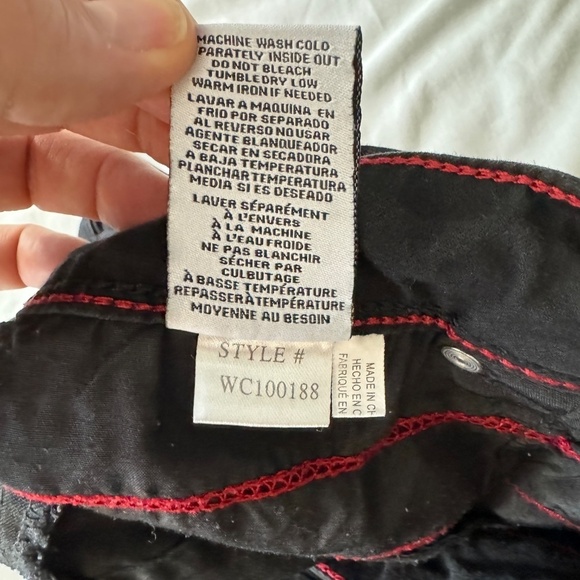 MACHINE WASH COLD
PARATELY INSIDE OUT
DO NOT BLEACH
TUMBLE DRY LOW
WARM IRON IF NEEDED
LAVAR A MAQUINA EN
FRIO POR SEPARADO
AL REVERSO NO USAR
AGENTE BLANQUEADOR
SECAR EN SECADORA
A BAJA TEMPERATURA
PLANCHAR TEMPERATURA
MEDIA SI ES DESEADO
LAVER SÉPARÉMENT
À L'ENVERS
À LA MACHINE
À L'EAU FROIDE
NE PAS BLANCHIR
SÉCHER PAR
CULBUTAGE
À BASSE TEMPÉRATURE
REPASSER À TEMPÉRATURE
MOYENNE AU BESOIN
STYLE #
WC100188
MADE IN CH
HECHO EN C
FABRIQUÉ EN